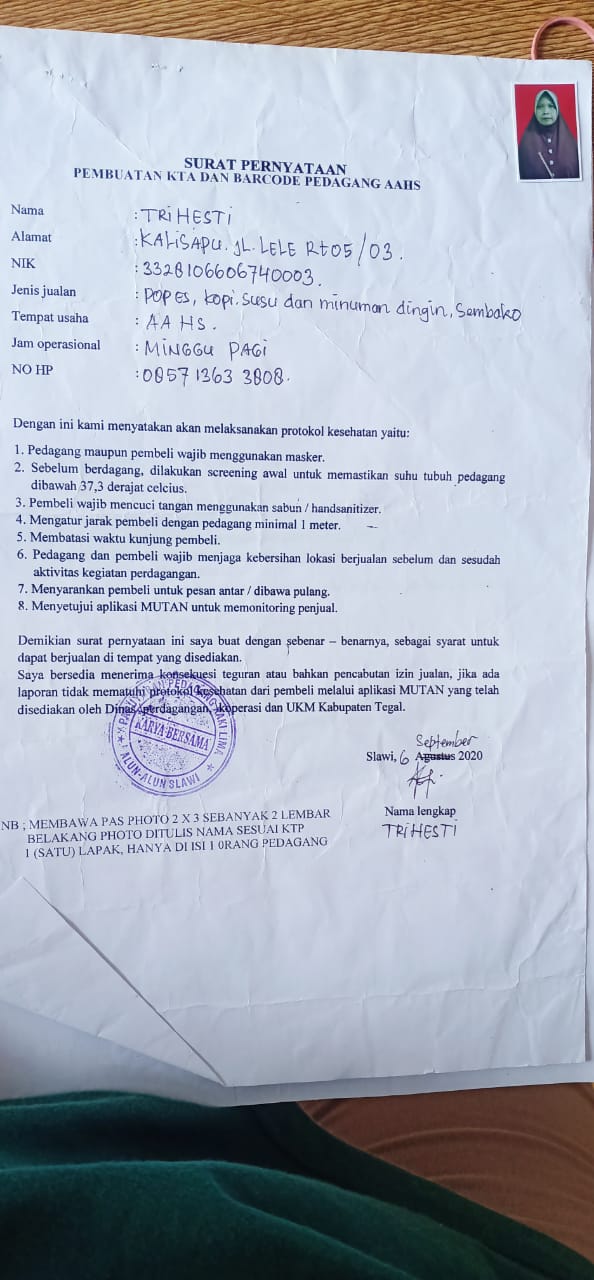 SURAT PERNYATAAN
PEMBUATAN KTA DAN BARCODE PEDAGANG AAHS
Nama : TRI HESTI
Alamat : KALISAPU. JL. LELE Rt 05/03.
NIK : 3328106606740003.
Jenis jualan : POP ES, kopi. Susu dan minuman dingin, Sembako
Tempat usaha : AAHS.
Jam operasional : MINGGU PAGI
NO HP : 0857 1363 3808.
Dengan ini kami menyatakan akan melaksanakan protokol kesehatan yaitu:
1. Pedagang maupun pembeli wajib menggunakan masker.
2. Sebelum berdagang, dilakukan screening awal untuk memastikan suhu tubuh pedagang
dibawah 37,3 derajat celcius.
3. Pembeli wajib mencuci tangan menggunakan sabun / handsanitizer.
4. Mengatur jarak pembeli dengan pedagang minimal 1 meter.
5. Membatasi waktu kunjung pembeli.
6. Pedagang dan pembeli wajib menjaga kebersihan lokasi berjualan sebelum dan sesudah
aktivitas kegiatan perdagangan.
7. Menyarankan pembeli untuk pesan antar / dibawa pulang.
8. Menyetujui aplikasi MUTAN untuk memonitoring penjual.
Demikian surat pernyataan ini saya buat dengan sebenar – benarnya, sebagai syarat untuk
dapat berjualan di tempat yang disediakan.
Saya bersedia menerima konsekuesi teguran atau bahkan pencabutan izin jualan, jika ada
laporan tidak mematuhi protokol kesehatan dari pembeli melalui aplikasi MUTAN yang telah
disediakan oleh Dinas perdagangan, koperasi dan UKM Kabupaten Tegal.
PAGUYUBAN PEDAGANG KAKI LIMA
KARYA BERSAMA
ALUN-ALUN SLAWI
September
Slawi, 6 Agustus 2020
Nama lengkap
TRI HESTI
NB ; MEMBAWA PAS PHOTO 2 X 3 SEBANYAK 2 LEMBAR
BELAKANG PHOTO DITULIS NAMA SESUAI KTP
1 (SATU) LAPAK, HANYA DI ISI 1 0RANG PEDAGANG